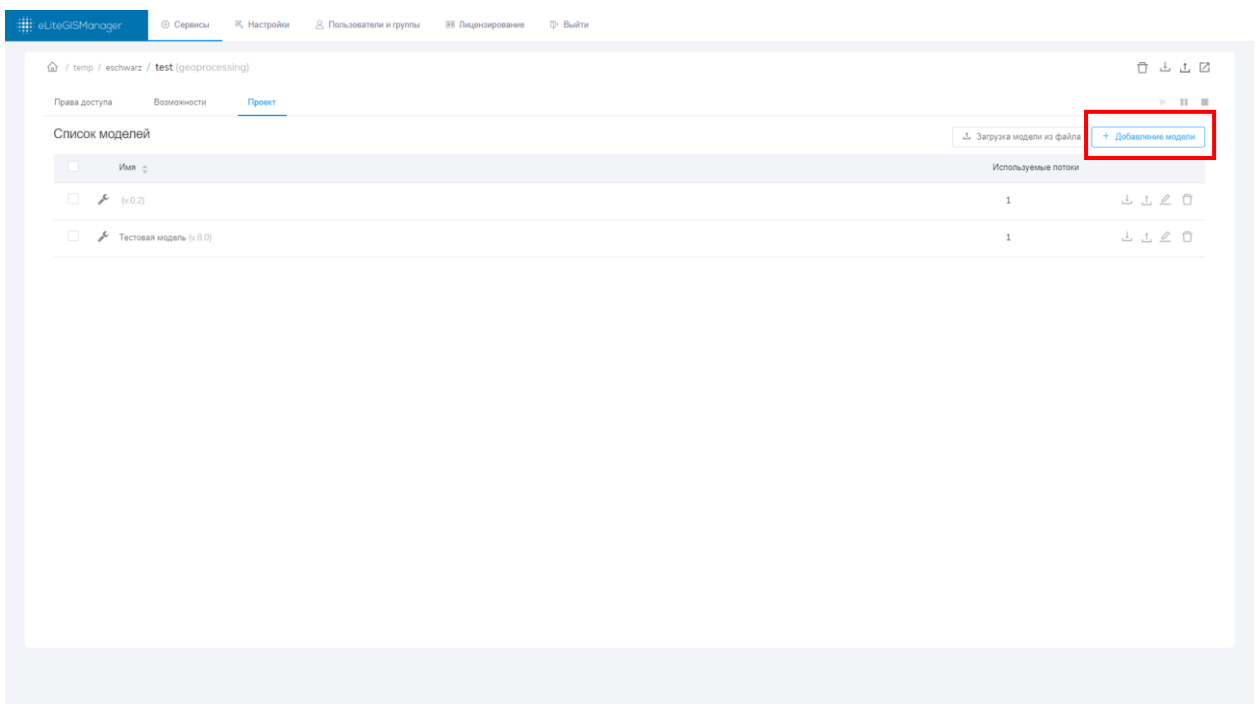 eLiteGISManager Сервисы Настройки Пользователи и группы Лицензирование Выйти
/ temp / eschwarz / test (geoprocessing)
Права доступа Возможности Проект
Список моделей Загрузка модели из файла + Добавление модели
Имя Используемые потоки
(v.0.2) 1
Тестовая модель (v.8.0) 1